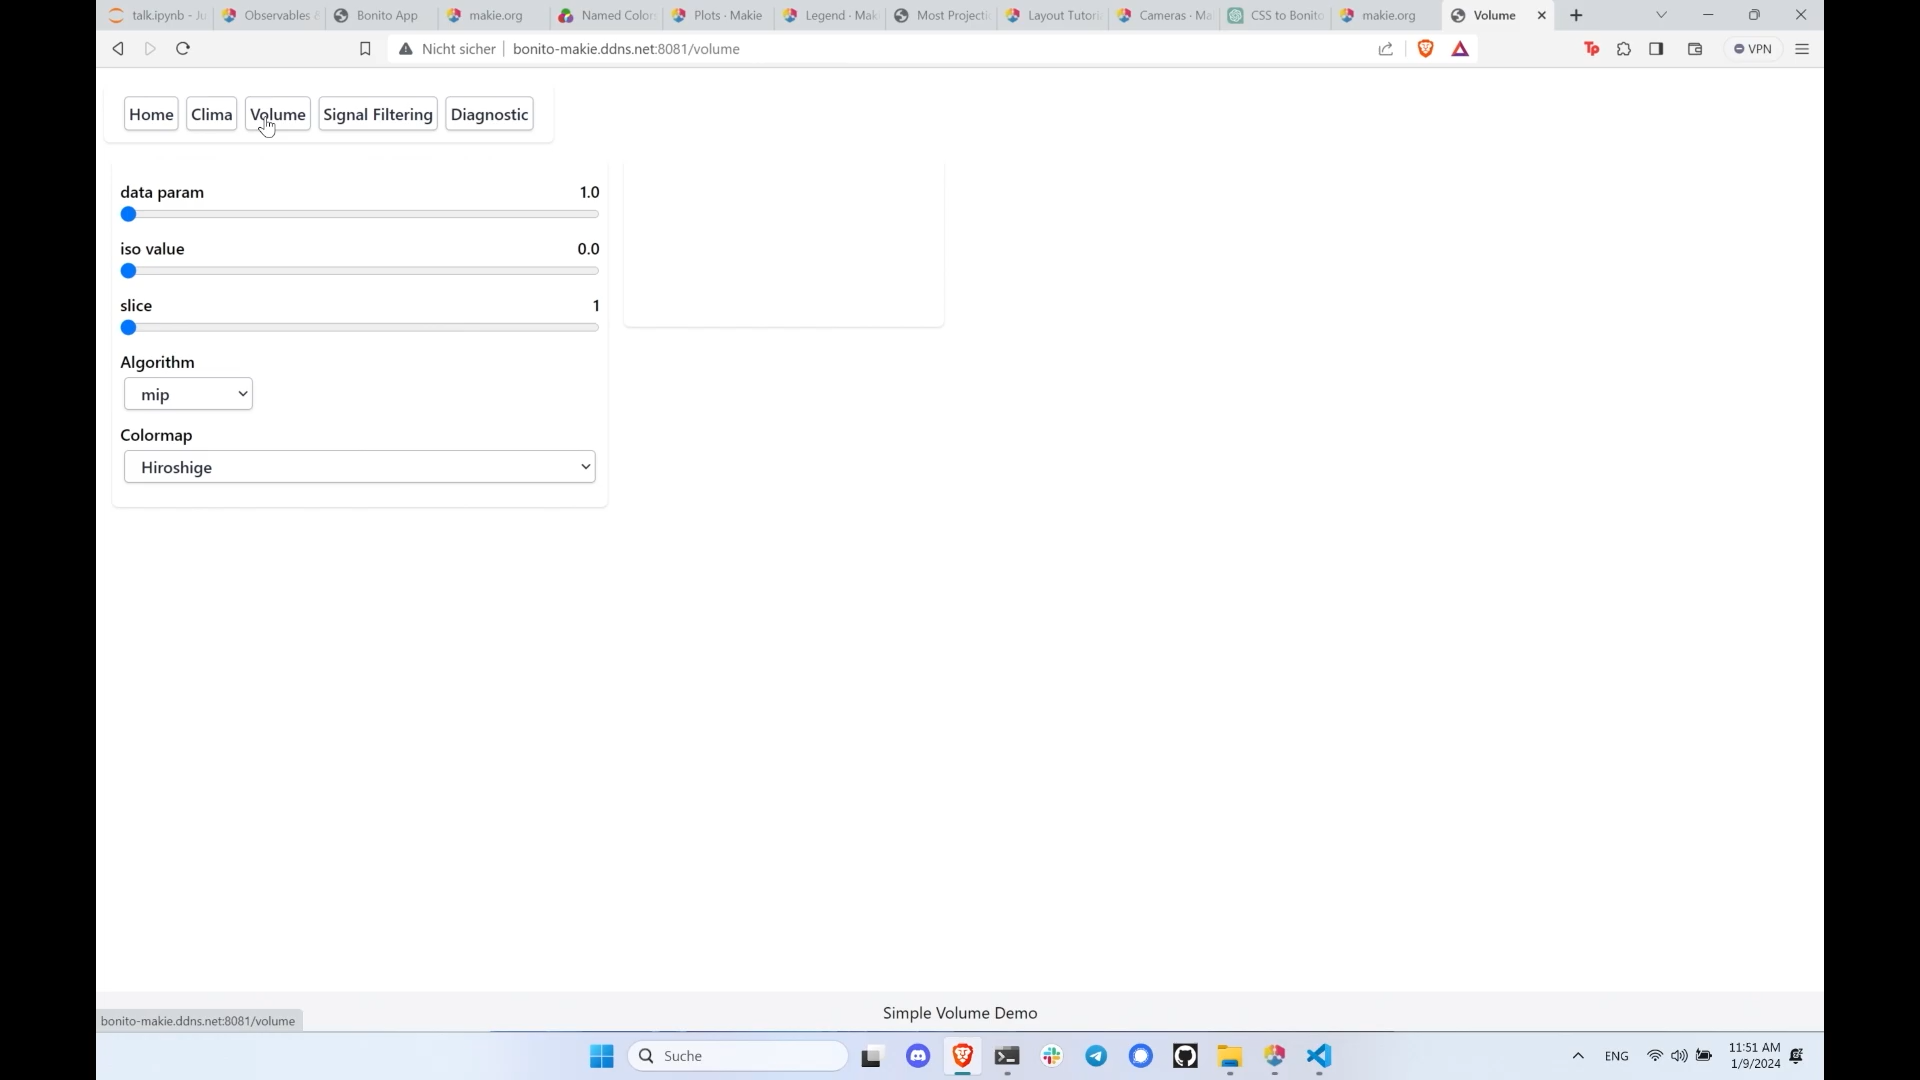 talk.ipynb - Ju
Observables &
Bonito App
makie.org
Named Color
Plots · Makie
Legend · Mak
Most Projecti
Layout Tutori
Cameras · Ma
CSS to Bonito
makie.org
Volume
Nicht sicher
bonito-makie.ddns.net:8081/volume
Tp
VPN
Home
Clima
Volume
Signal Filtering
Diagnostic
data param 1.0
iso value 0.0
slice 1
Algorithm
mip
Colormap
Hiroshige
Simple Volume Demo
bonito-makie.ddns.net:8081/volume
Suche
ENG
11:51 AM
1/9/2024